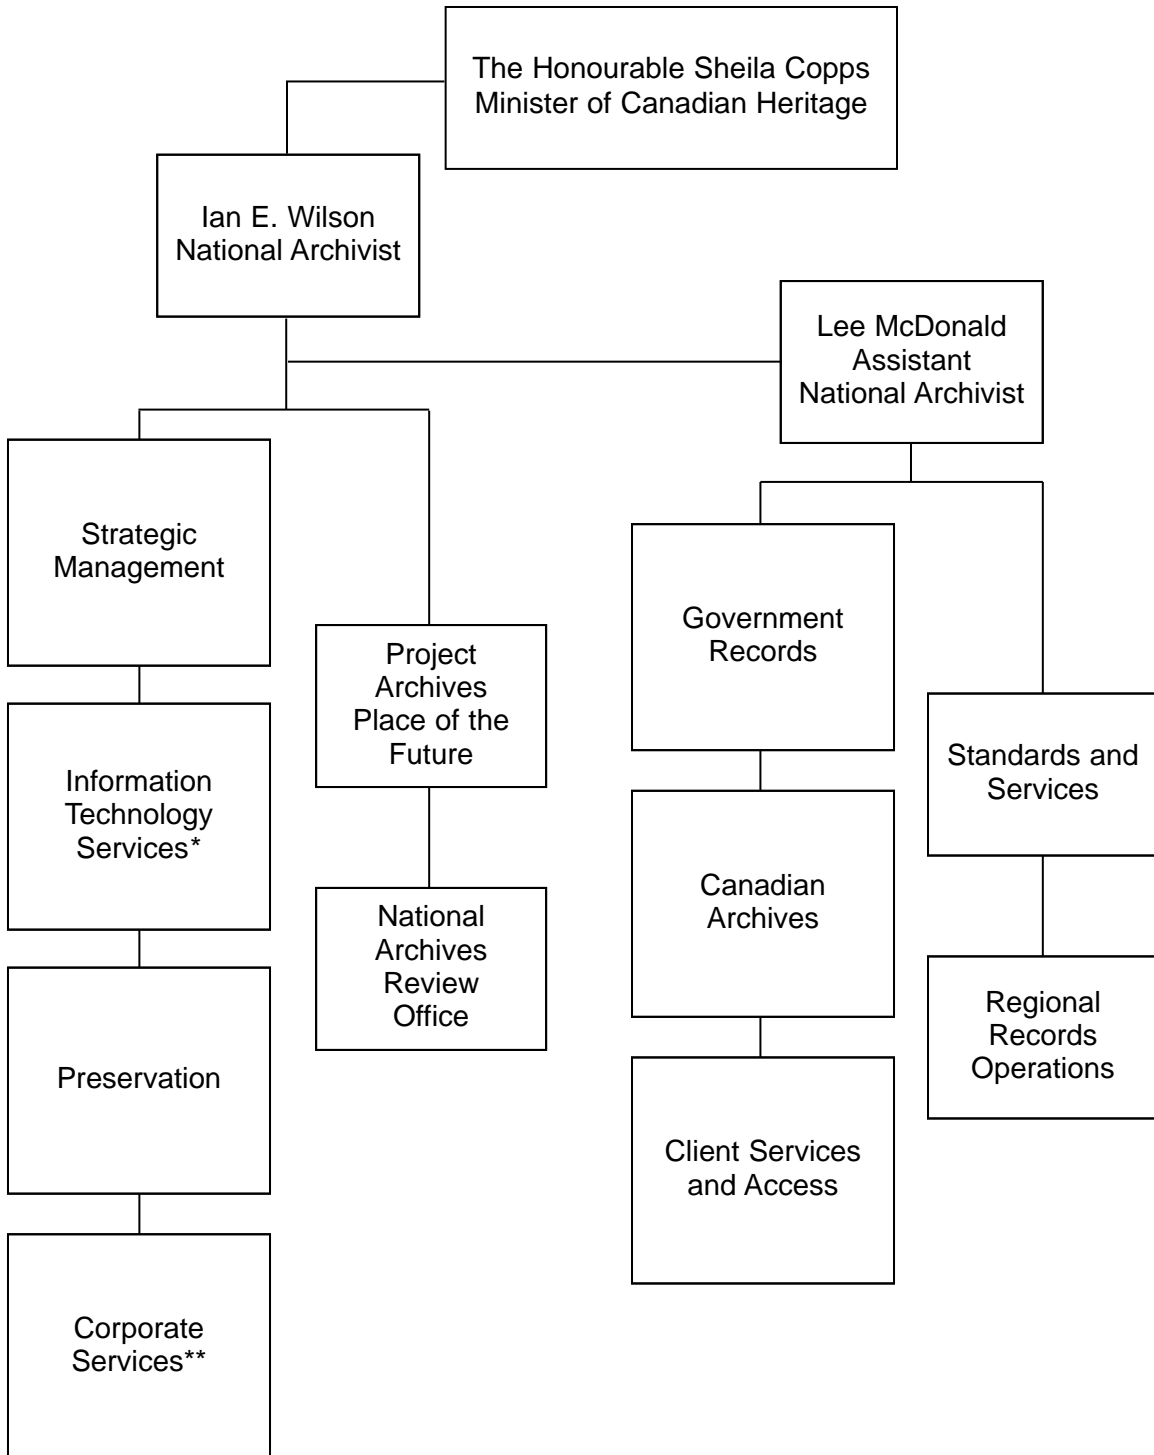 The Honourable Sheila Copps
Minister of Canadian Heritage
Ian E. Wilson
National Archivist
Lee McDonald
Assistant
National Archivist
Strategic
Management
Information
Technology
Services*
Preservation
Corporate
Services**
Project
Archives
Place of the
Future
National
Archives
Review
Office
Government
Records
Canadian
Archives
Client Services
and Access
Standards and
Services
Regional
Records
Operations